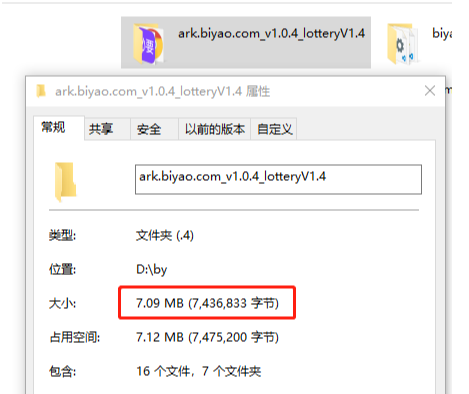 ark.biyao.com_v1.0.4_lotteryV1.4
biya
ark.biyao.com_v1.0.4_lotteryV1.4 属性
常规 共享 安全 以前的版本 自定义
ark.biyao.com_v1.0.4_lotteryV1.4
类型: 文件夹 (.4)
位置: D:\by
大小: 7.09 MB (7,436,833 字节)
占用空间: 7.12 MB (7,475,200 字节)
包含: 16 个文件，7 个文件夹